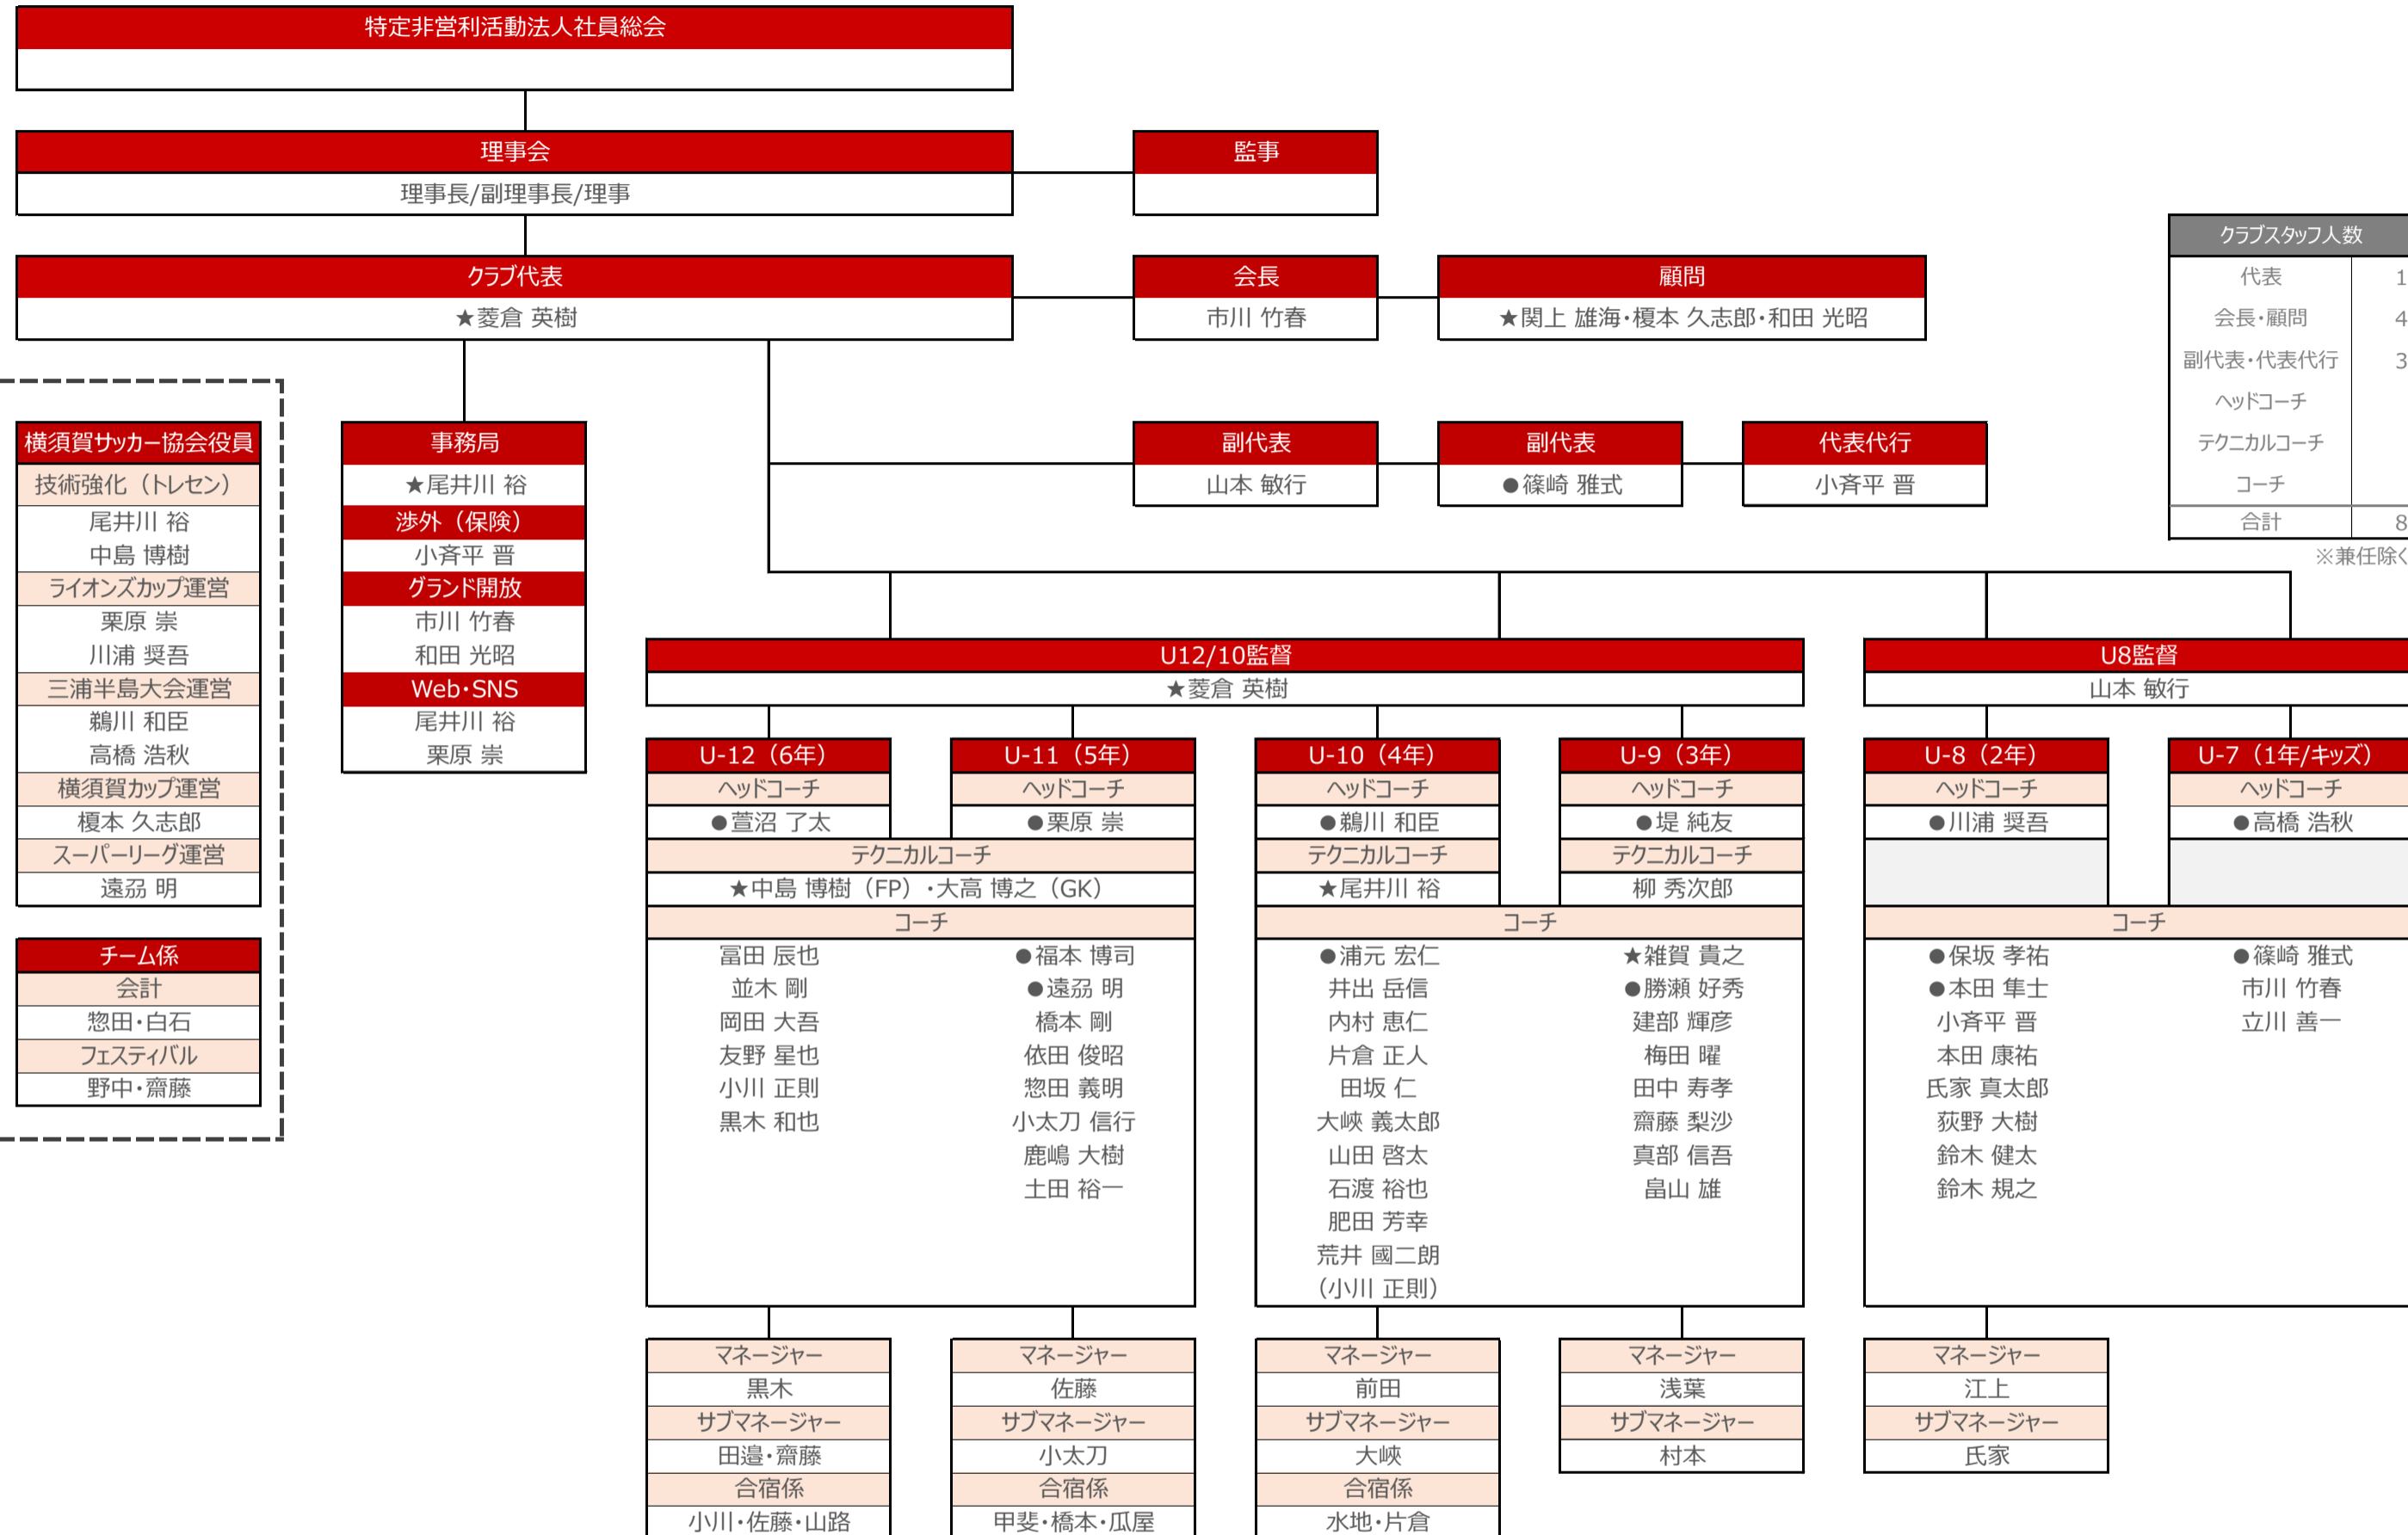 特定非営利活動法人社員総会
理事会
理事長/副理事長/理事
監事
クラブ代表
★菱倉 英樹
会長
市川 竹春
顧問
★関上 雄海・榎本 久志郎・和田 光昭
クラブスタッフ人数
代表 1
会長・顧問 4
副代表・代表代行 3
ヘッドコーチ
テクニカルコーチ
コーチ
合計 8
※兼任除く
横須賀サッカー協会役員
技術強化（トレセン）
尾井川 裕
中島 博樹
ライオンズカップ運営
栗原 崇
川浦 奨吾
三浦半島大会運営
鵜川 和臣
高橋 浩秋
横須賀カップ運営
榎本 久志郎
スーパーリーグ運営
遠刕 明
チーム係
会計
惣田・白石
フェスティバル
野中・齋藤
事務局
★尾井川 裕
渉外（保険）
小斉平 晋
グランド開放
市川 竹春
和田 光昭
Web・SNS
尾井川 裕
栗原 崇
副代表
山本 敏行
副代表
●篠崎 雅式
代表代行
小斉平 晋
U12/10監督
★菱倉 英樹
U8監督
山本 敏行
U-12（6年）
ヘッドコーチ
●萱沼 了太
U-11（5年）
ヘッドコーチ
●栗原 崇
テクニカルコーチ
★中島 博樹（FP）・大高 博之（GK）
コーチ
冨田 辰也
並木 剛
岡田 大吾
友野 星也
小川 正則
黒木 和也
●福本 博司
●遠刕 明
橋本 剛
依田 俊昭
惣田 義明
小太刀 信行
鹿嶋 大樹
土田 裕一
U-10（4年）
ヘッドコーチ
●鵜川 和臣
テクニカルコーチ
★尾井川 裕
U-9（3年）
ヘッドコーチ
●堤 純友
テクニカルコーチ
柳 秀次郎
コーチ
●浦元 宏仁
井出 岳信
内村 恵仁
片倉 正人
田坂 仁
大峽 義太郎
山田 啓太
石渡 裕也
肥田 芳幸
荒井 國二朗
（小川 正則）
★雑賀 貴之
●勝瀬 好秀
建部 輝彦
梅田 曜
田中 寿孝
齋藤 梨沙
真部 信吾
畠山 雄
U-8（2年）
ヘッドコーチ
●川浦 奨吾
U-7（1年/キッズ）
ヘッドコーチ
●高橋 浩秋
コーチ
●保坂 孝祐
●本田 隼士
小斉平 晋
本田 康祐
氏家 真太郎
荻野 大樹
鈴木 健太
鈴木 規之
●篠崎 雅式
市川 竹春
立川 善一
マネージャー
黒木
サブマネージャー
田邉・齋藤
合宿係
小川・佐藤・山路
マネージャー
佐藤
サブマネージャー
小太刀
合宿係
甲斐・橋本・瓜屋
マネージャー
前田
サブマネージャー
大峽
合宿係
水地・片倉
マネージャー
浅葉
サブマネージャー
村本
マネージャー
江上
サブマネージャー
氏家